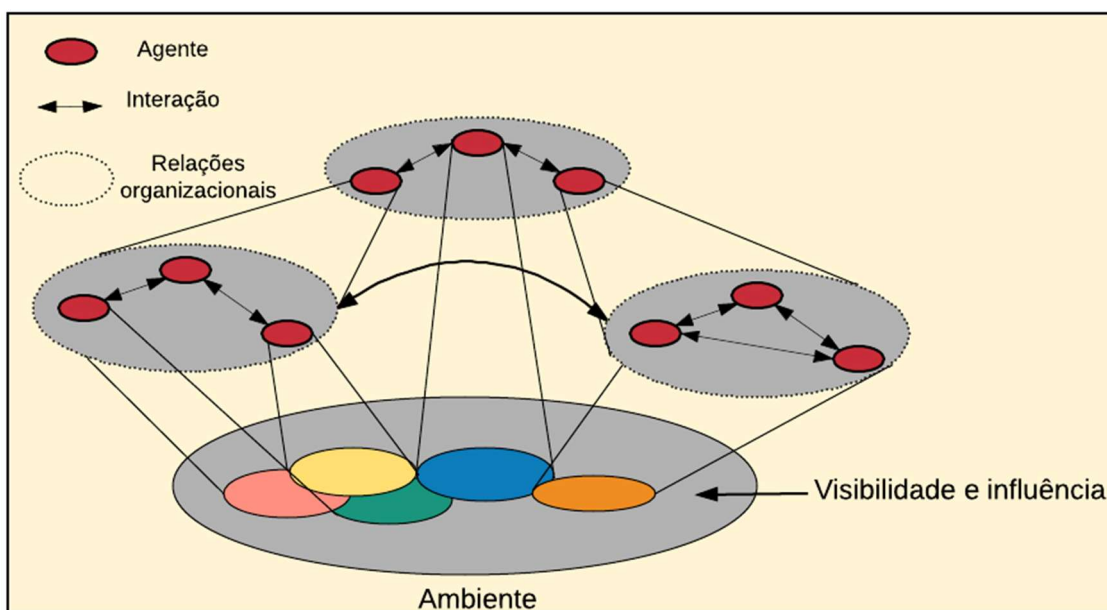 Agente
Interação
Relações
organizacionais
Visibilidade e influência
Ambiente